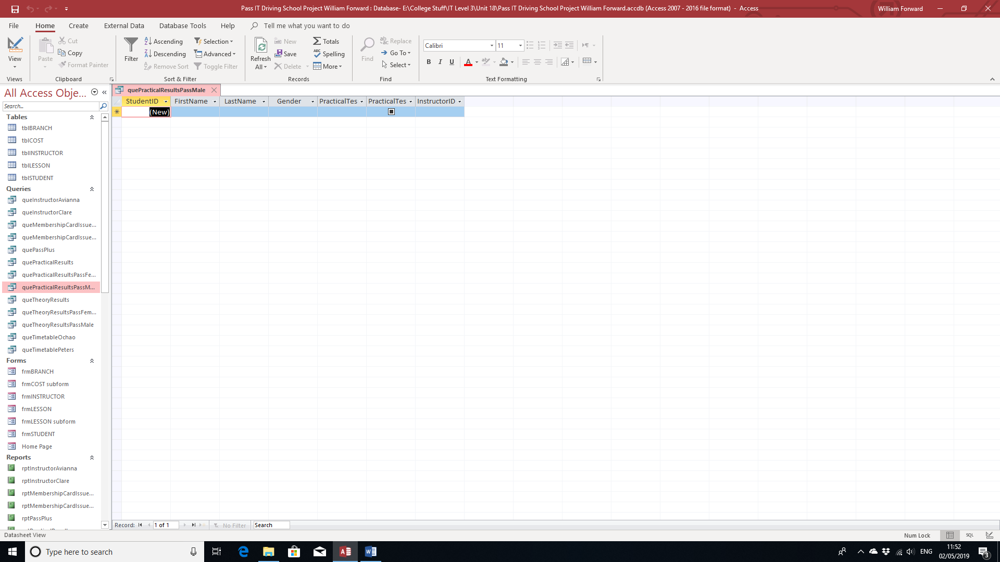 Pass IT Driving School Project William Forward : Database- E:\College Stuff\IT Level 3\Unit 18\Pass IT Driving School Project William Forward.accdb (Access 2007 - 2016 file format) - Access
William Forward
File Home Create External Data Database Tools Help Tell me what you want to do
View
Views
Paste
Cut
Copy
Format Painter
Clipboard
Filter
Ascending
Descending
Remove Sort
Selection
Advanced
Toggle Filter
Sort & Filter
Refresh
All
New
Save
Delete
Totals
Spelling
More
Records
Find
Replace
Go To
Select
Find
Calibri 11
B I U
Text Formatting
All Access Obje...
Search...
Tables
tblBRANCH
tblCOST
tblINSTRUCTOR
tblLESSON
tblSTUDENT
Queries
queInstructorAvianna
queInstructorClare
queMembershipCardIssue...
queMembershipCardIssue...
quePassPlus
quePracticalResults
quePracticalResultsPassFe...
quePracticalResultsPassM...
queTheoryResults
queTheoryResultsPassFem...
queTheoryResultsPassMale
queTimetableOchao
queTimetablePeters
Forms
frmBRANCH
frmCOST subform
frmINSTRUCTOR
frmLESSON
frmLESSON subform
frmSTUDENT
Home Page
Reports
rptInstructorAvianna
rptInstructorClare
rptMembershipCardIssue...
rptMembershipCardIssue...
rptPassPlus
quePracticalResultsPassMale
StudentID FirstName LastName Gender PracticalTes PracticalTes InstructorID
(New)
Record: 1 of 1 No Filter Search
Datasheet View
Num Lock
SQL
Type here to search
ENG
11:52
02/05/2019
3